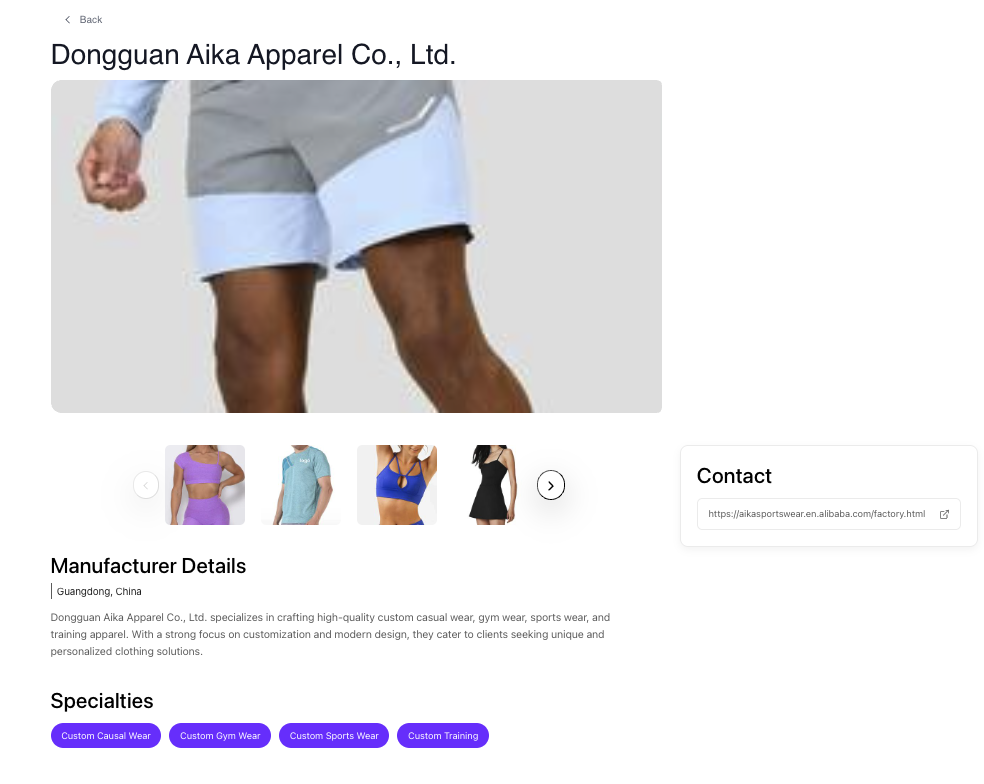 Back
Dongguan Aika Apparel Co., Ltd.
Contact
https://aikasportswear.en.alibaba.com/factory.html
Manufacturer Details
Guangdong, China
Dongguan Aika Apparel Co., Ltd. specializes in crafting high-quality custom casual wear, gym wear, sports wear, and
training apparel. With a strong focus on customization and modern design, they cater to clients seeking unique and
personalized clothing solutions.
Specialties
Custom Causal Wear
Custom Gym Wear
Custom Sports Wear
Custom Training